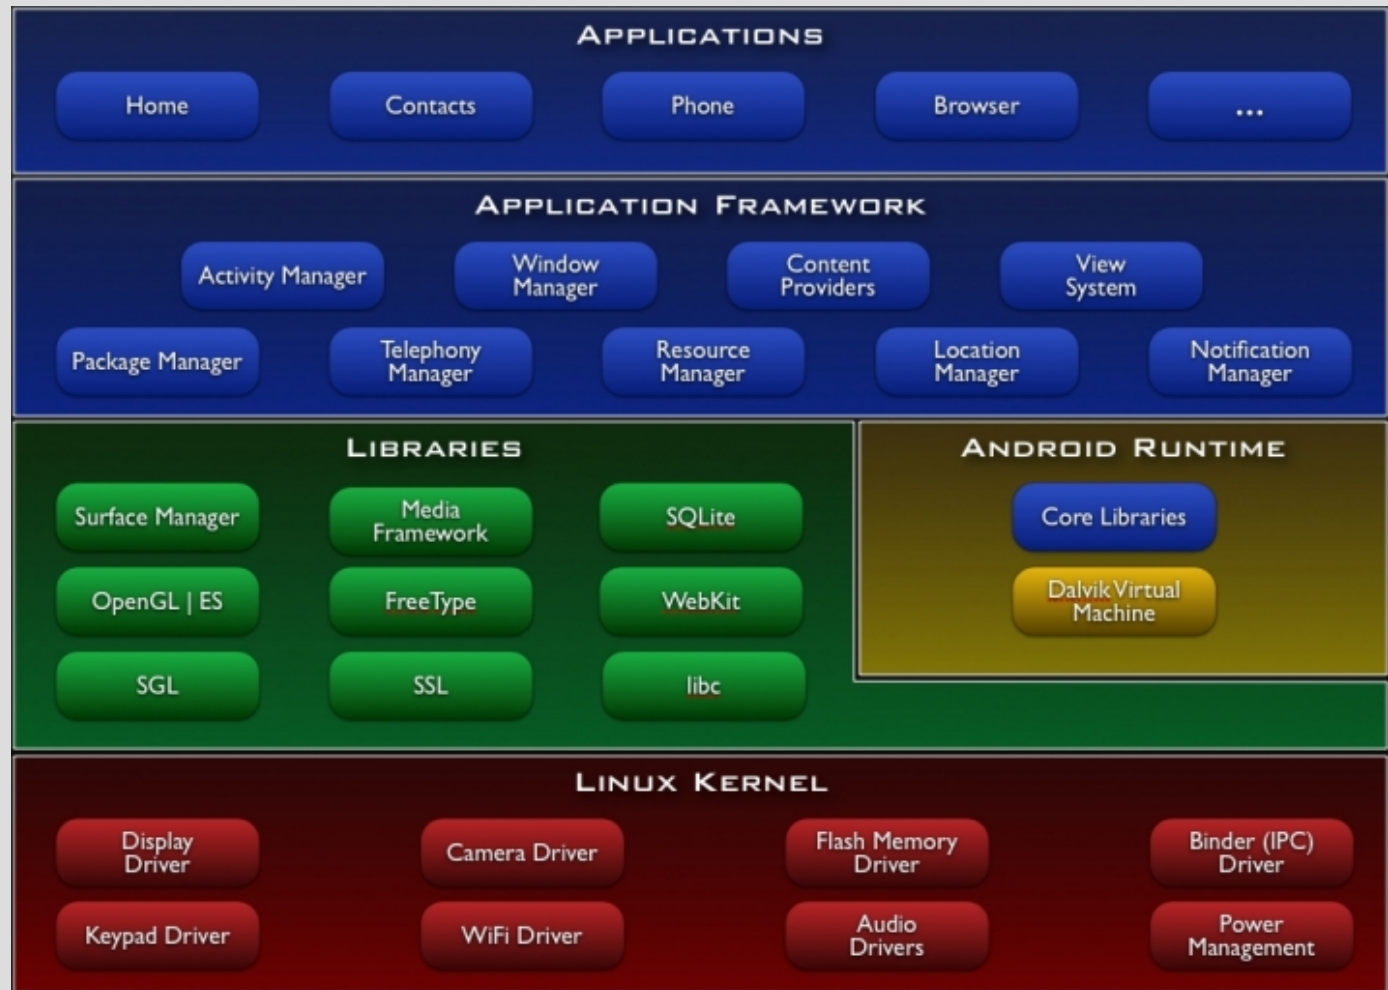 APPLICATIONS
Home
Contacts
Phone
Browser
...
APPLICATION FRAMEWORK
Activity Manager
Window
Manager
Content
Providers
View
System
Package Manager
Telephony
Manager
Resource
Manager
Location
Manager
Notification
Manager
LIBRARIES
Surface Manager
Media
Framework
SQLite
OpenGL | ES
FreeType
WebKit
SGL
SSL
libc
ANDROID RUNTIME
Core Libraries
Dalvik Virtual
Machine
LINUX KERNEL
Display
Driver
Camera Driver
Flash Memory
Driver
Binder (IPC)
Driver
Keypad Driver
WiFi Driver
Audio
Drivers
Power
Management